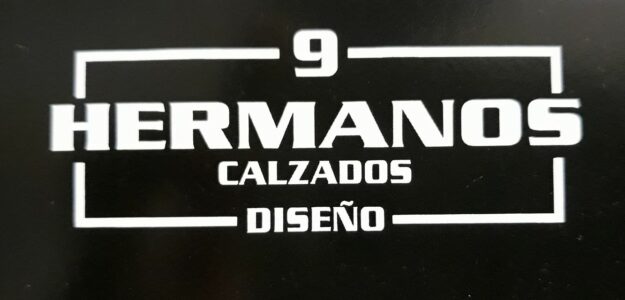 9
HERMANOS
CALZADOS
DISEÑO